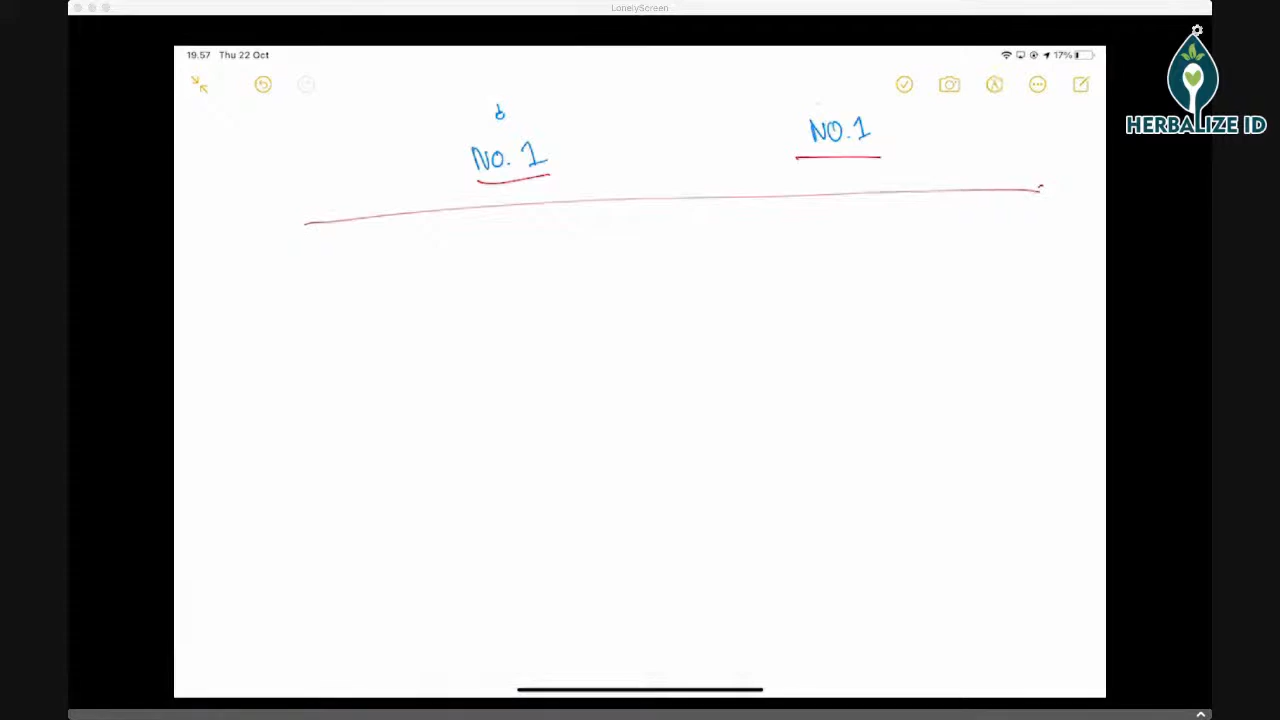 LonelyScreen
19.57 Thu 22 Oct
17%
HERBALIZE ID
NO. 1
NO.1